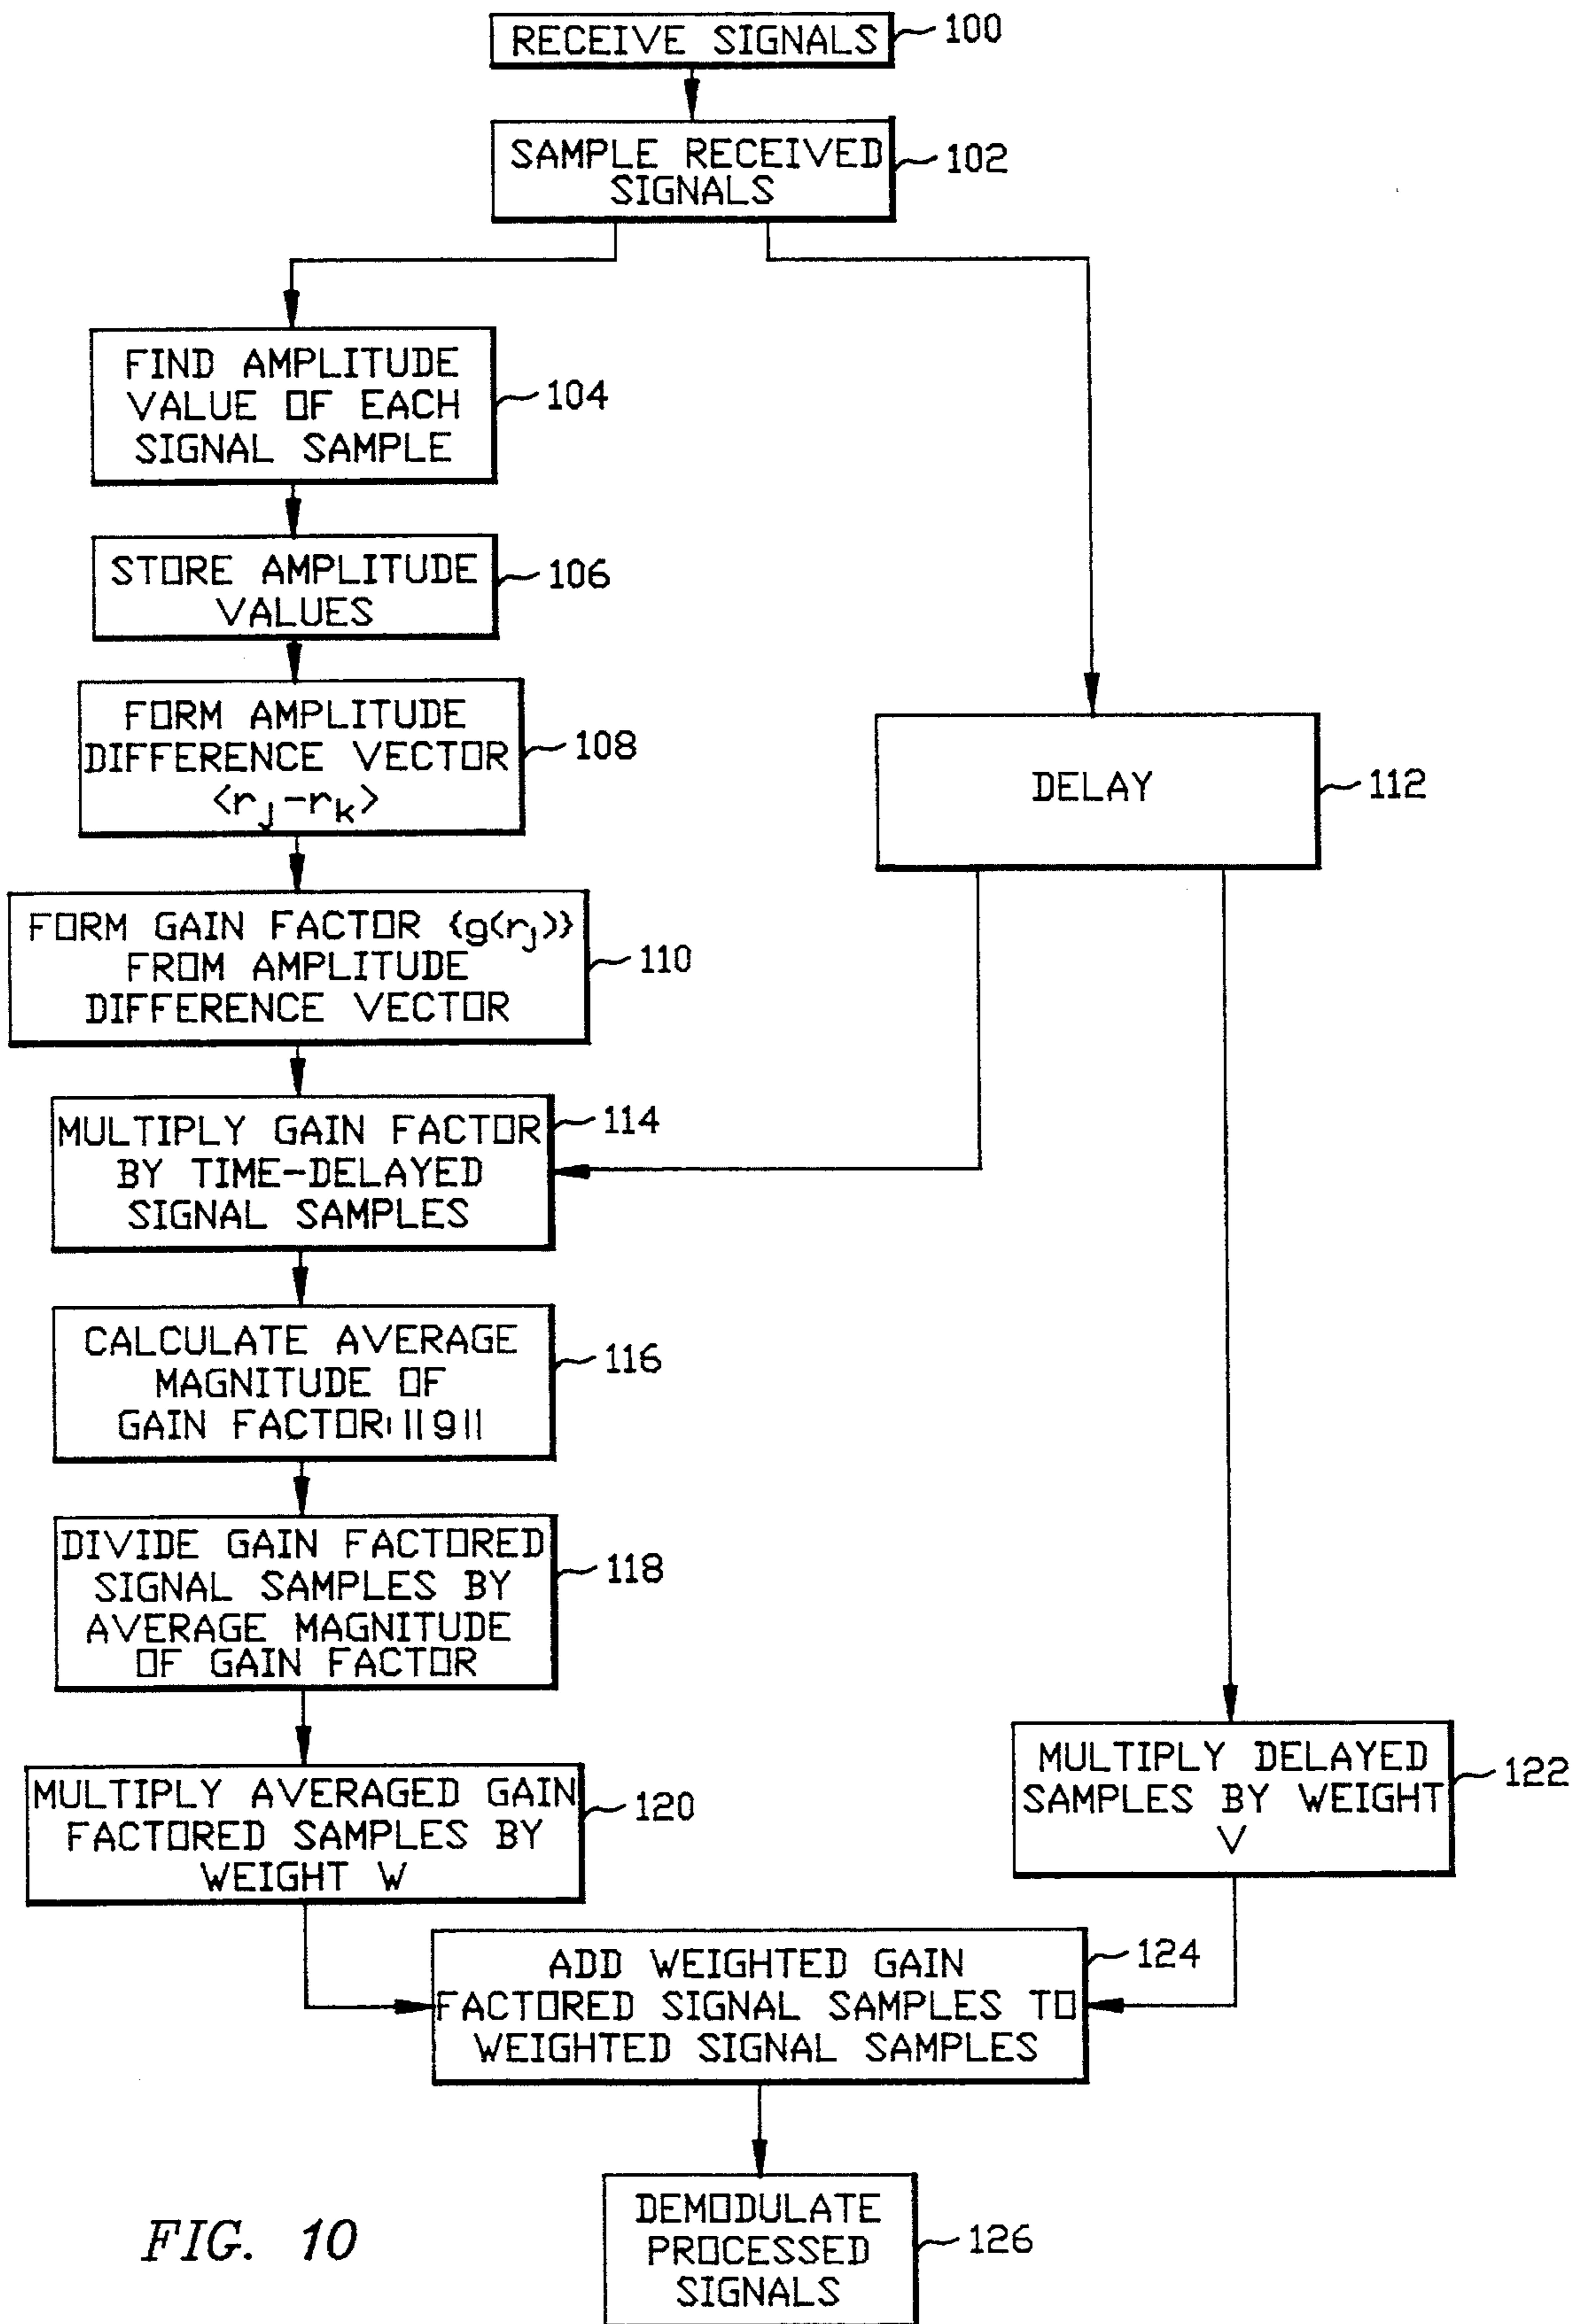 RECEIVE SIGNALS
100
SAMPLE RECEIVED
SIGNALS
102
FIND AMPLITUDE
VALUE OF EACH
SIGNAL SAMPLE
104
STORE AMPLITUDE
VALUES
106
FORM AMPLITUDE
DIFFERENCE VECTOR
<rj-rk>
108
DELAY
112
FORM GAIN FACTOR {g(rj)}
FROM AMPLITUDE
DIFFERENCE VECTOR
110
MULTIPLY GAIN FACTOR
BY TIME-DELAYED
SIGNAL SAMPLES
114
CALCULATE AVERAGE
MAGNITUDE OF
GAIN FACTOR: ||g||
116
DIVIDE GAIN FACTORED
SIGNAL SAMPLES BY
AVERAGE MAGNITUDE
OF GAIN FACTOR
118
MULTIPLY AVERAGED GAIN
FACTORED SAMPLES BY
WEIGHT W
120
MULTIPLY DELAYED
SAMPLES BY WEIGHT
V
122
ADD WEIGHTED GAIN
FACTORED SIGNAL SAMPLES TO
WEIGHTED SIGNAL SAMPLES
124
DEMODULATE
PROCESSED
SIGNALS
126
FIG. 10